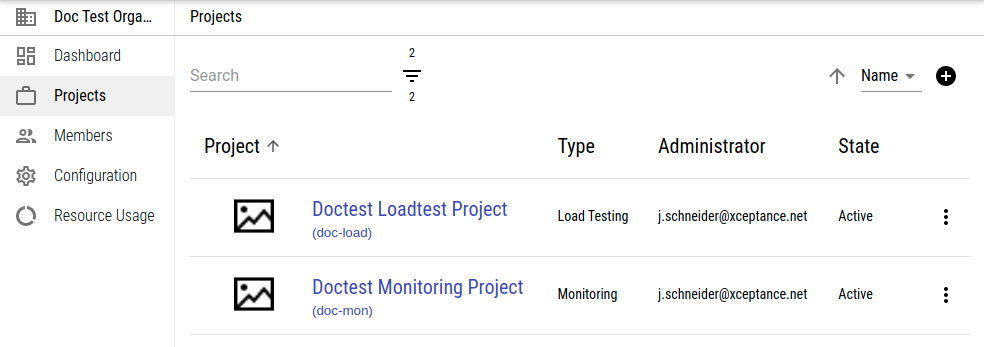 Doc Test Orga...
Projects
Dashboard
Projects
Members
Configuration
Resource Usage
2
Search
2
Name
Project Type Administrator State
Doctest Loadtest Project
(doc-load)
Load Testing j.schneider@xceptance.net Active
Doctest Monitoring Project
(doc-mon)
Monitoring j.schneider@xceptance.net Active